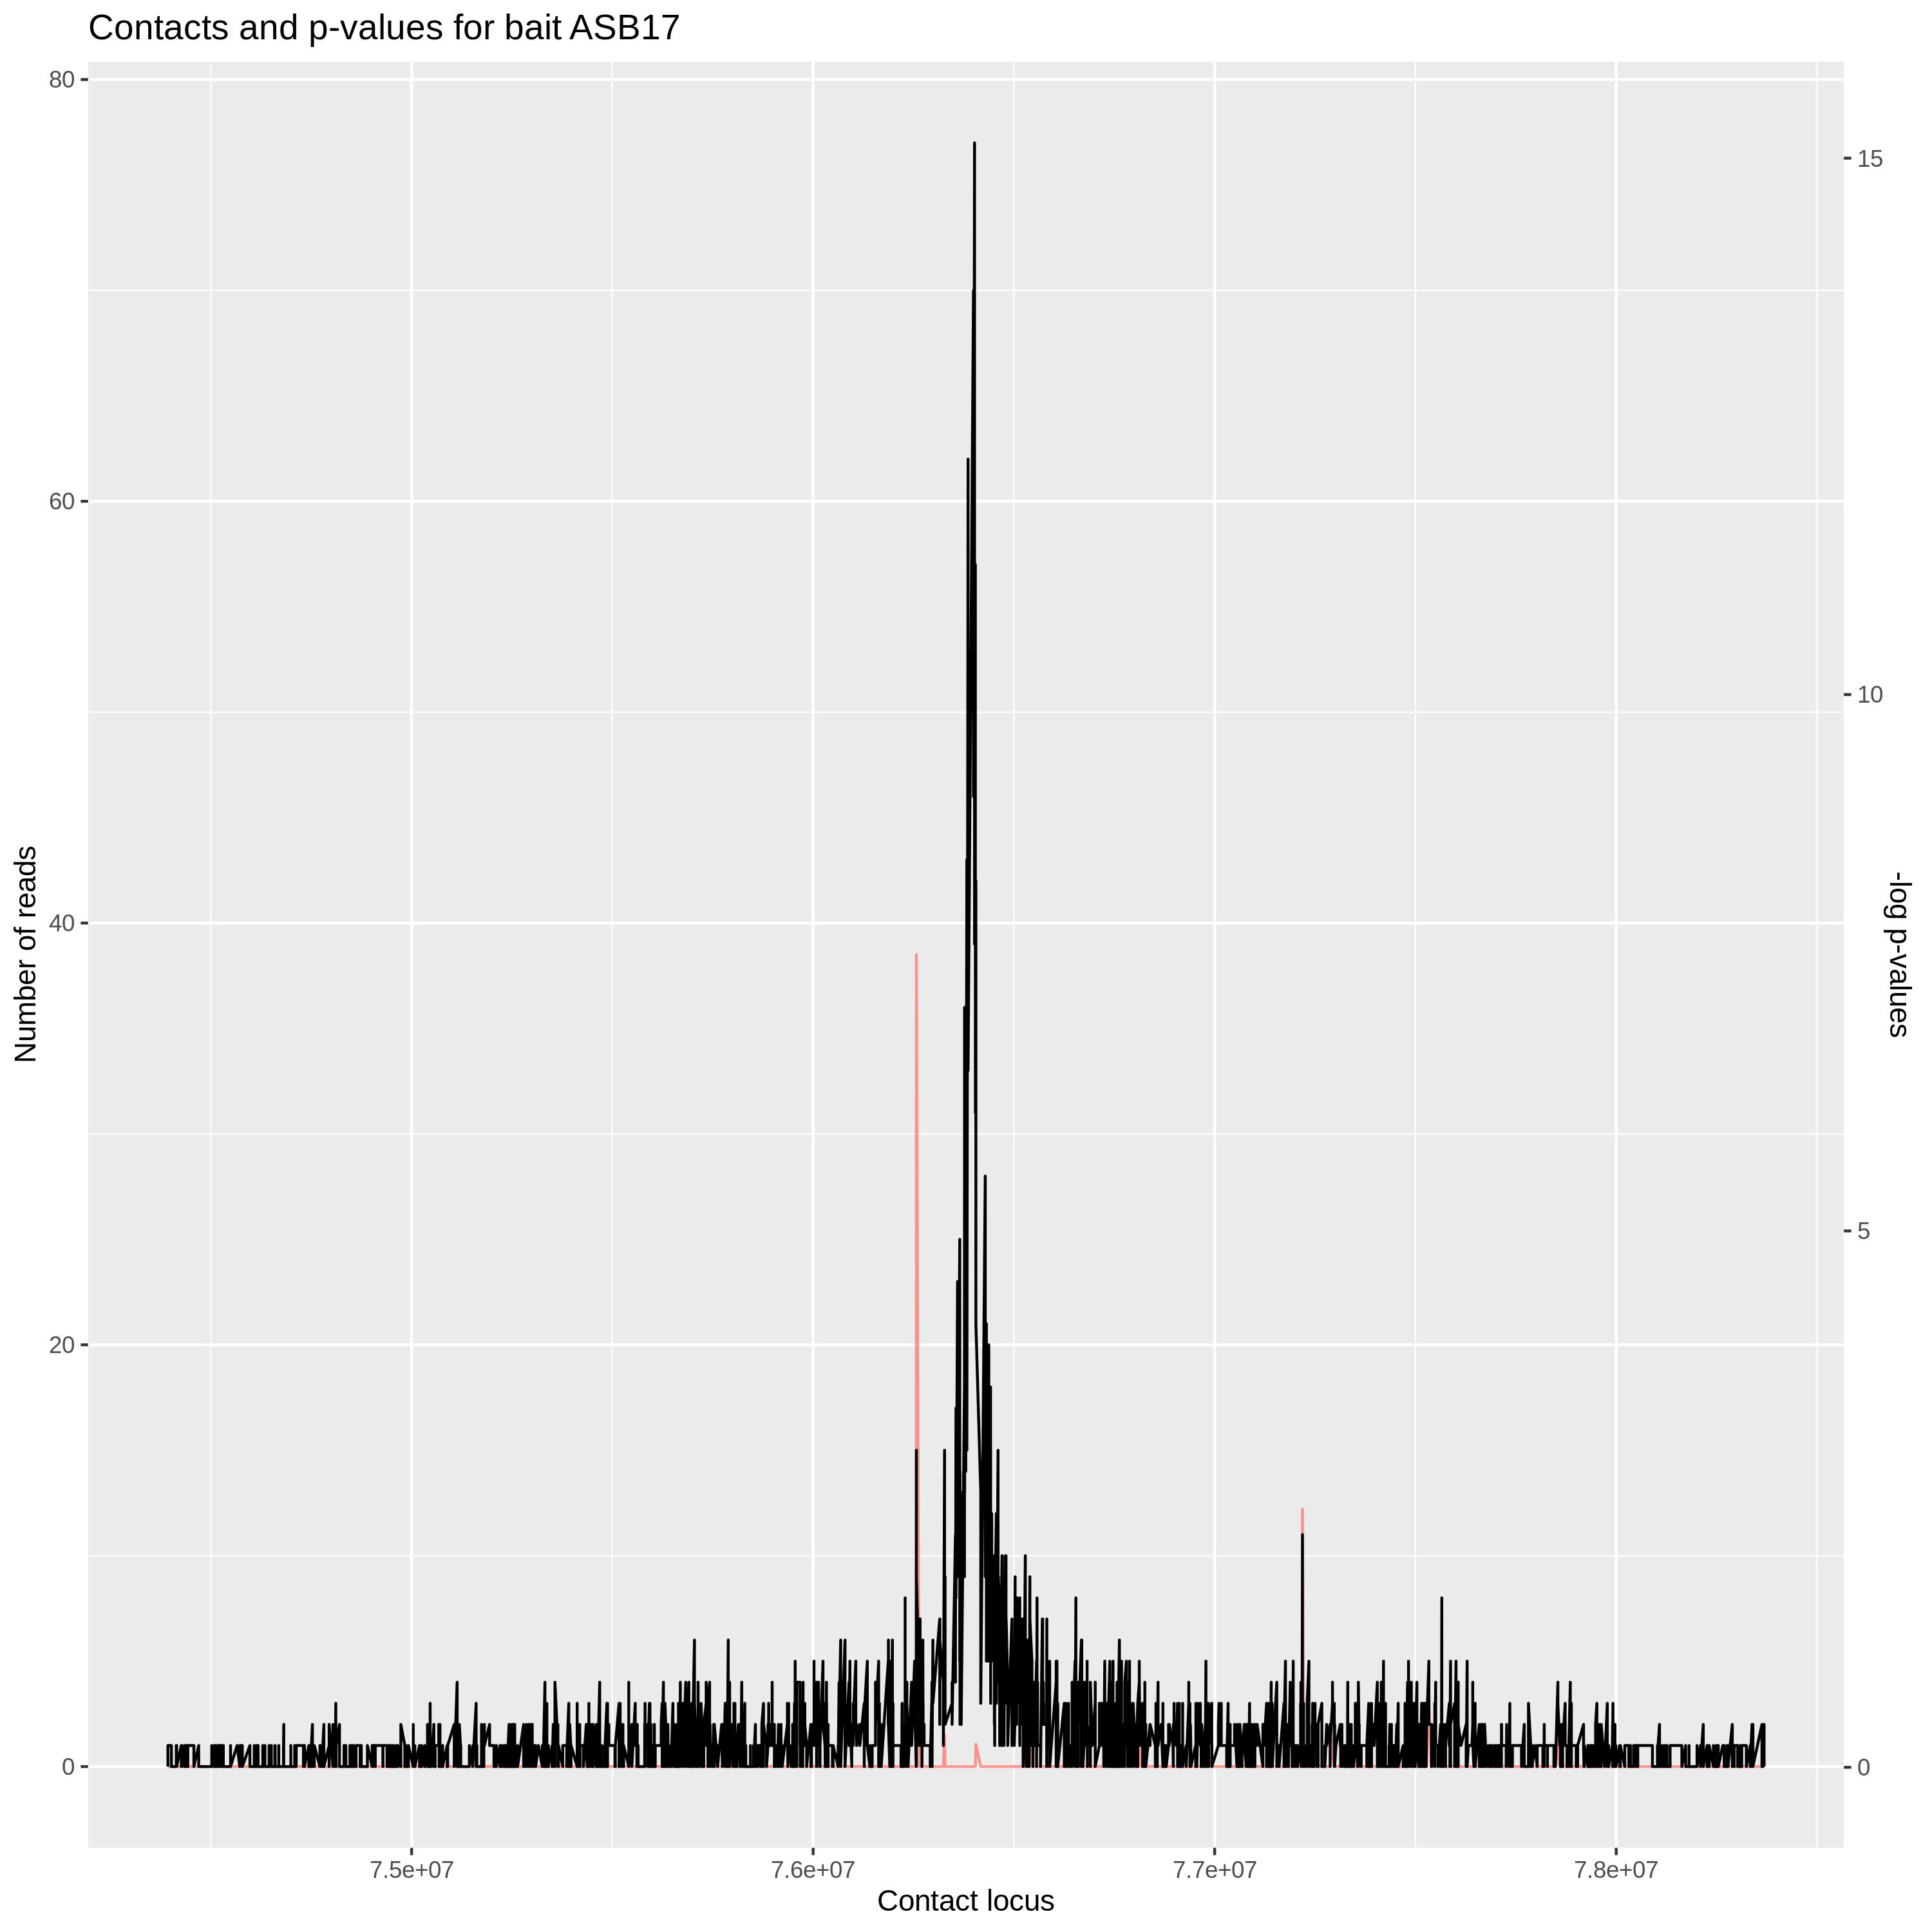 Contacts and p-values for bait ASB17
80
60
40
20
0
15
10
5
0
Number of reads
-log p-values
7.5e+07
7.6e+07
7.7e+07
7.8e+07
Contact locus